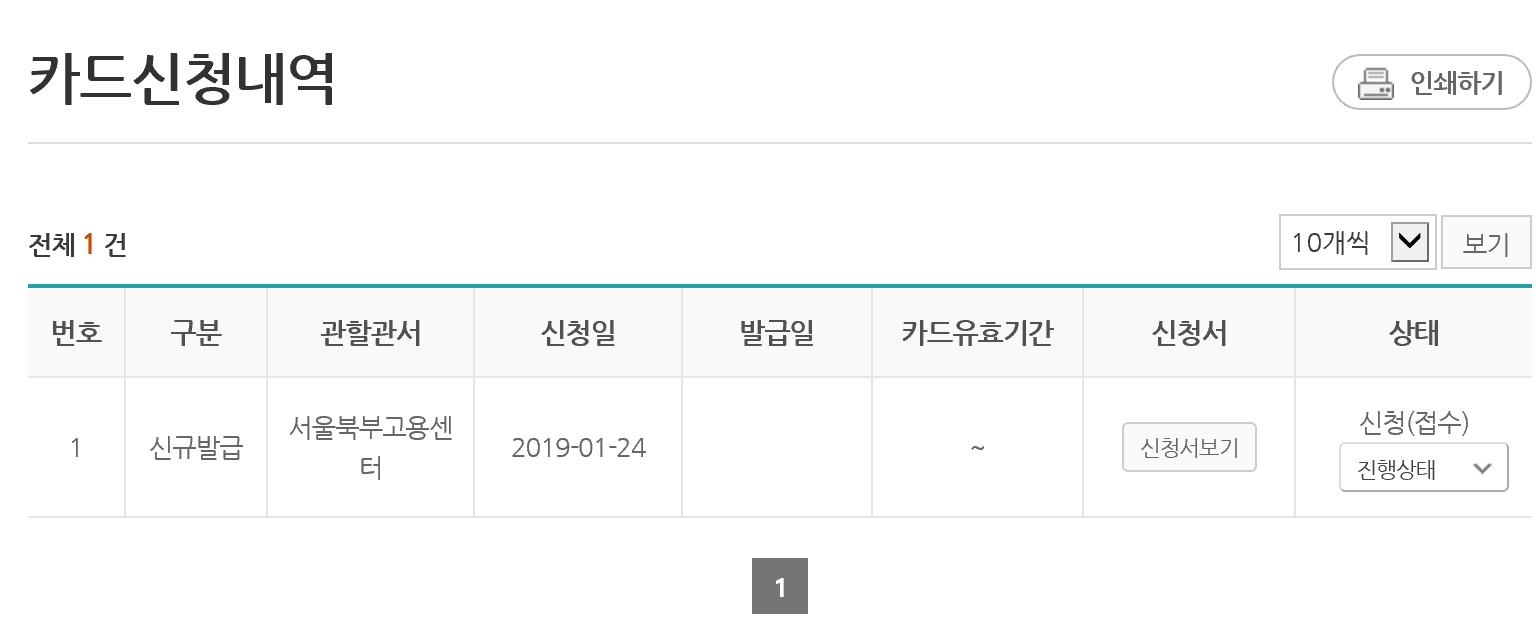 카드신청내역
인쇄하기
전체 1 건
10개씩 보기
번호 구분 관할관서 신청일 발급일 카드유효기간 신청서 상태
1 신규발급 서울북부고용센
터 2019-01-24 ~ 신청서보기 신청(접수)
진행상태
1